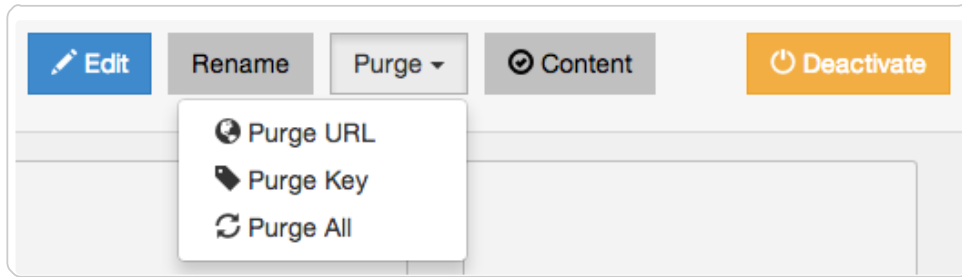 Edit Rename Purge Content Deactivate
Purge URL
Purge Key
Purge All